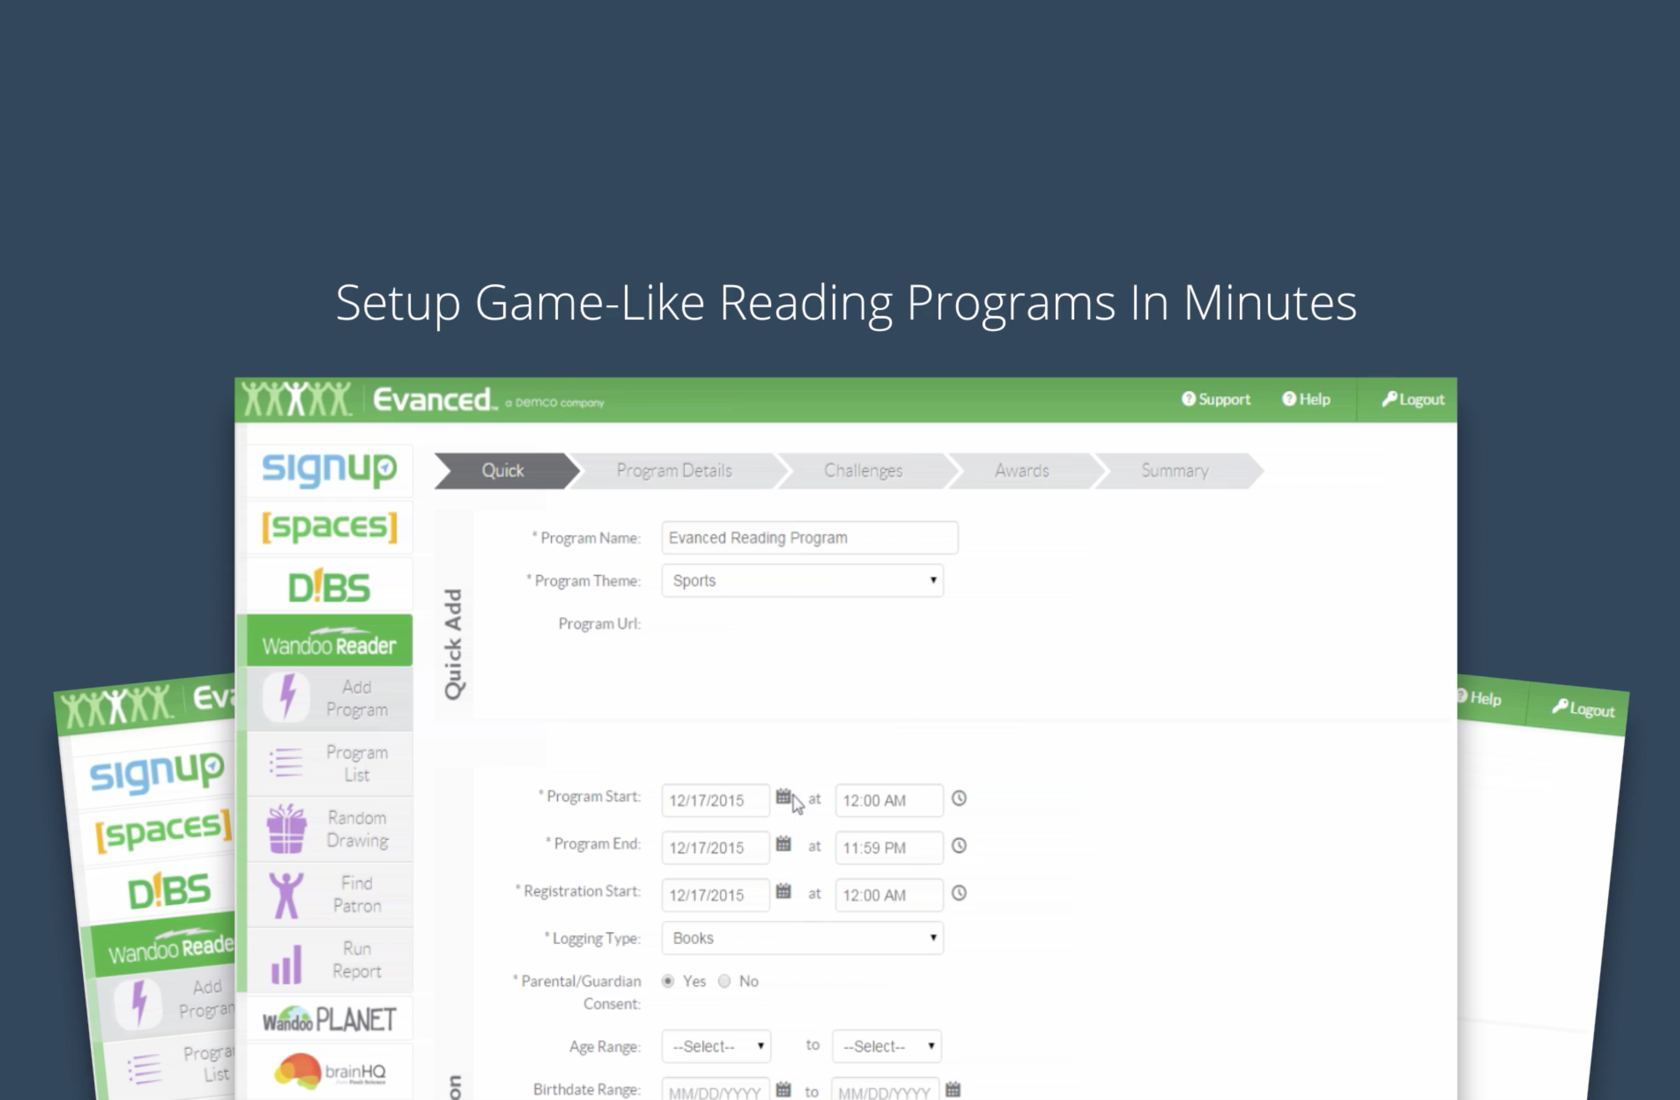 Setup Game-Like Reading Programs In Minutes
Evanced™ a Demco company
Support
Help
Logout
signup
[spaces]
D!BS
Wandoo Reader
Add
Program
Program
List
Random
Drawing
Find
Patron
Run
Report
Wandoo PLANET
brainHQ
Quick
Program Details
Challenges
Awards
Summary
Quick Add
* Program Name: Evanced Reading Program
* Program Theme: Sports
Program Url:
* Program Start: 12/17/2015 at 12:00 AM
* Program End: 12/17/2015 at 11:59 PM
* Registration Start: 12/17/2015 at 12:00 AM
* Logging Type: Books
* Parental/Guardian
Consent:
Yes No
Age Range: --Select-- to --Select--
Birthdate Range: MM/DD/YYYY to MM/DD/YYYY
on
Eva
signup
[spaces]
D!BS
Wandoo Reade
Add
Program
Progra
List
Help
Logout